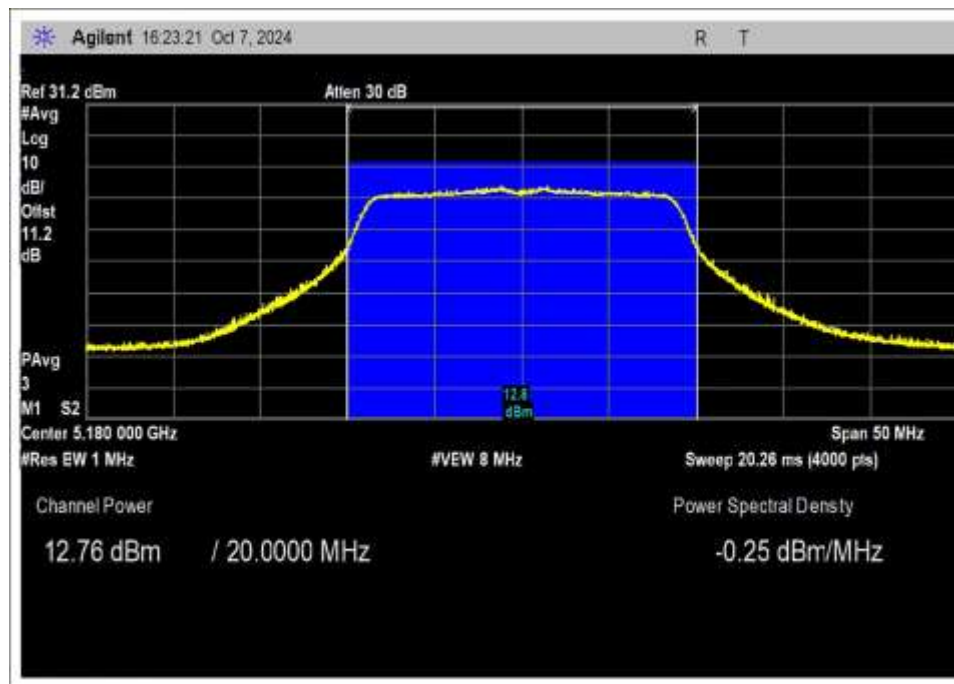 Agilent 16:23:21 Oct 7, 2024
R T
Ref 31.2 dBm Atten 30 dB
#Avg
Log
10
dB/
Offst
11.2
dB
12.8
dBm
PAvg
3
M1 S2
Center 5.180 000 GHz Span 50 MHz
#Res BW 1 MHz #VBW 8 MHz Sweep 20.26 ms (4000 pts)
Channel Power Power Spectral Density
12.76 dBm / 20.0000 MHz -0.25 dBm/MHz